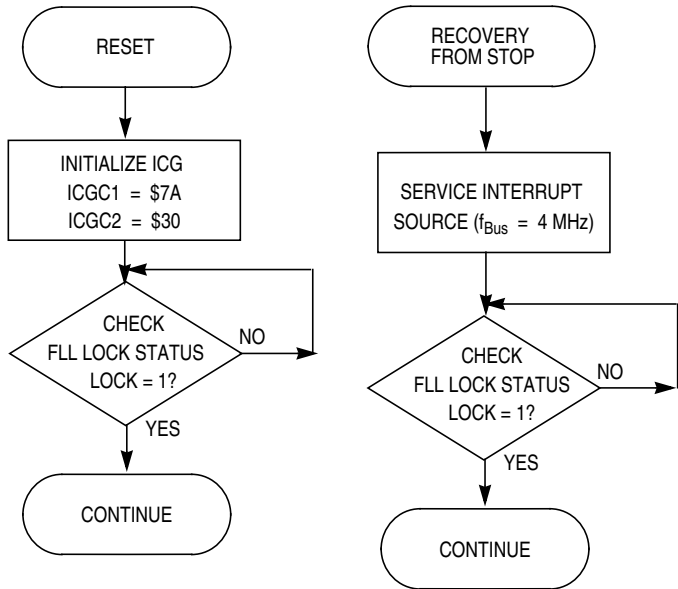 RESET
INITIALIZE ICG
ICGC1 = $7A
ICGC2 = $30
CHECK
FLL LOCK STATUS
LOCK = 1?
NO
YES
CONTINUE
RECOVERY
FROM STOP
SERVICE INTERRUPT
SOURCE (fBus = 4 MHz)
CHECK
FLL LOCK STATUS
LOCK = 1?
NO
YES
CONTINUE